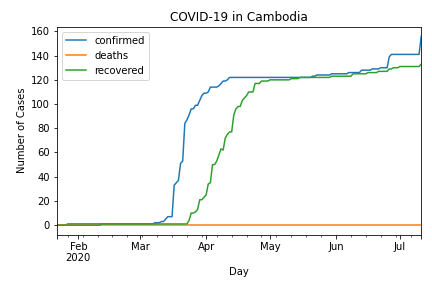 COVID-19 in Cambodia
confirmed
deaths
recovered
Number of Cases
160
140
120
100
80
60
40
20
0
Feb Mar Apr May Jun Jul
2020
Day